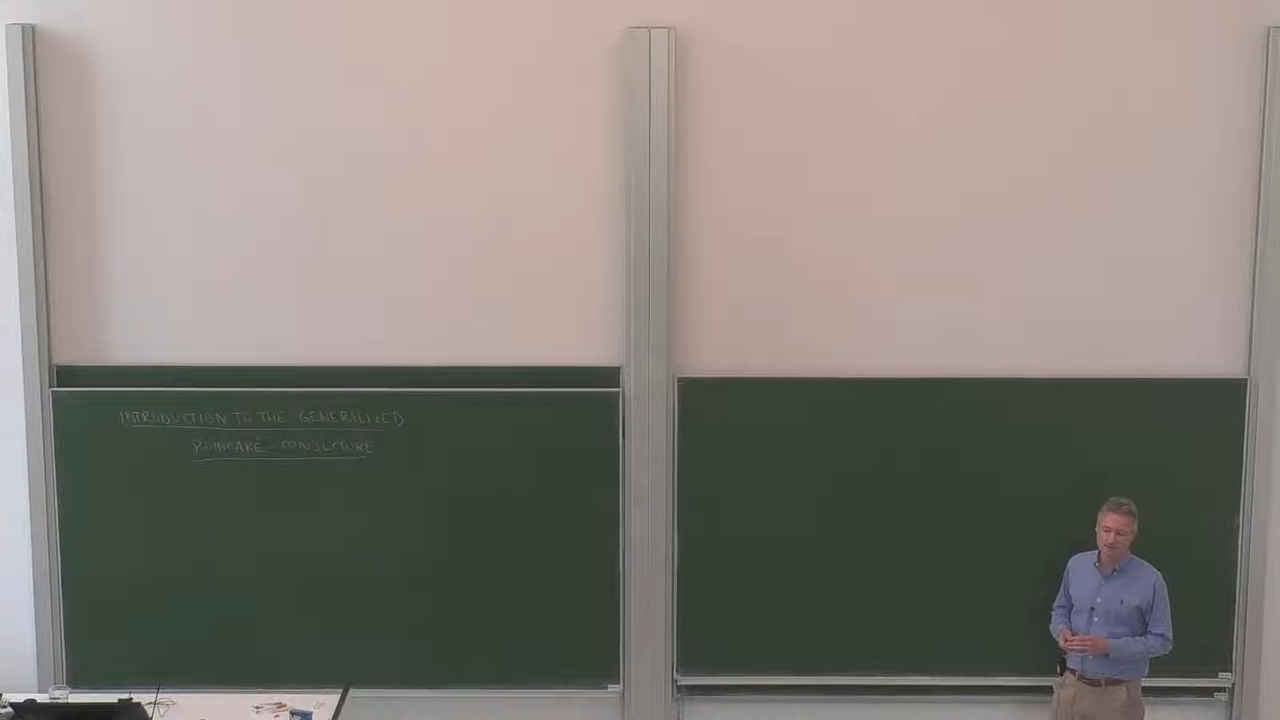 INTRODUCTION TO THE GENERALIZED
POINCARÉ CONJECTURE